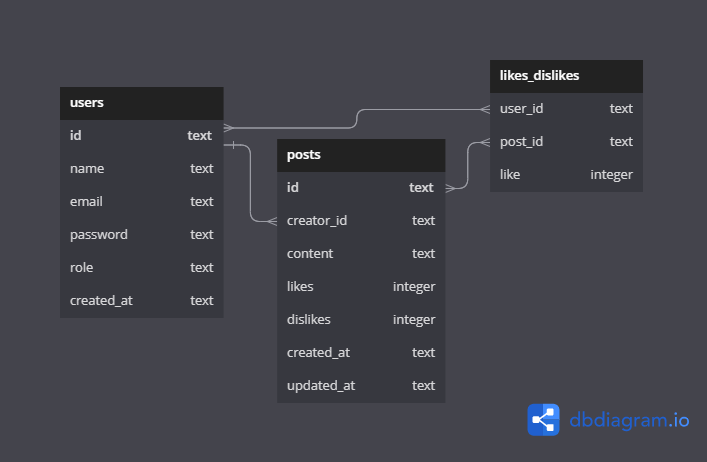 users
id text
name text
email text
password text
role text
created_at text
posts
id text
creator_id text
content text
likes integer
dislikes integer
created_at text
updated_at text
likes_dislikes
user_id text
post_id text
like integer
dbdiagram.io